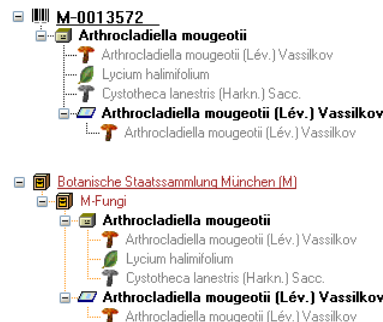 M-0013572
Arthrocladiella mougeotii
Arthrocladiella mougeotii (Lév.) Vassilkov
Lycium halimifolium
Cystotheca lanestris (Harkn.) Sacc.
Arthrocladiella mougeotii (Lév.) Vassilkov
Arthrocladiella mougeotii (Lév.) Vassilkov
Botanische Staatssammlung München (M)
M-Fungi
Arthrocladiella mougeotii
Arthrocladiella mougeotii (Lév.) Vassilkov
Lycium halimifolium
Cystotheca lanestris (Harkn.) Sacc.
Arthrocladiella mougeotii (Lév.) Vassilkov
Arthrocladiella mougeotii (Lév.) Vassilkov